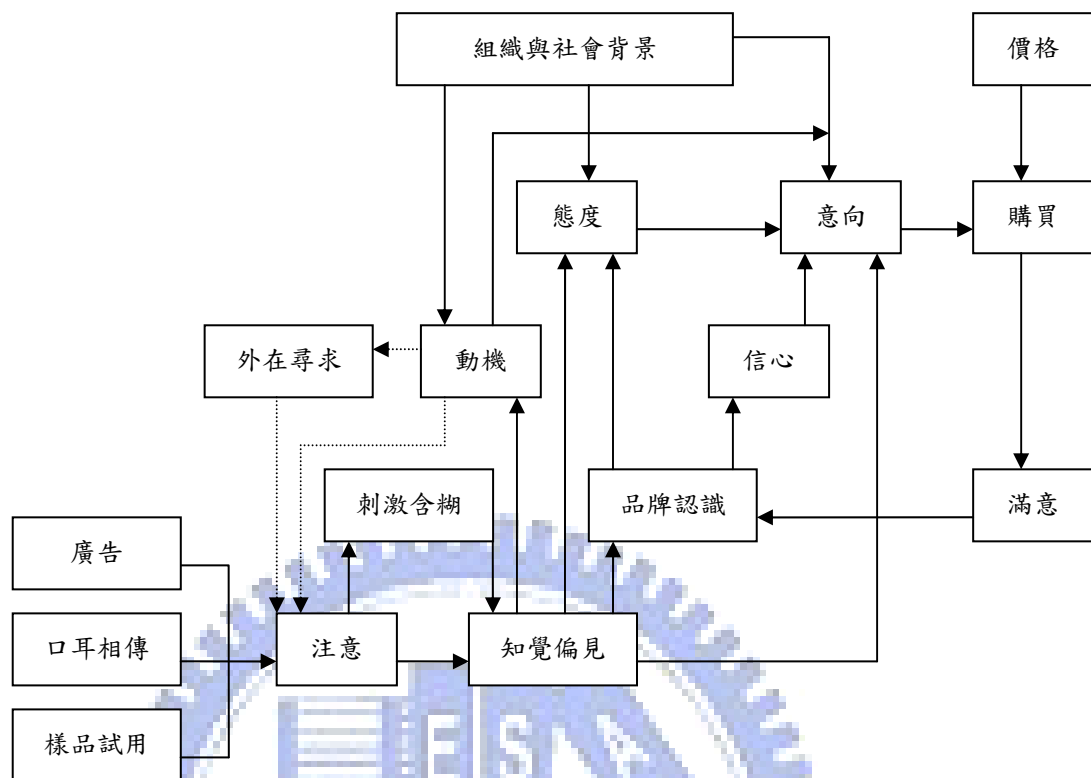 組織與社會背景
價格
態度
意向
購買
外在尋求
動機
信心
刺激含糊
品牌認識
滿意
廣告
口耳相傳
注意
知覺偏見
樣品試用
ESA